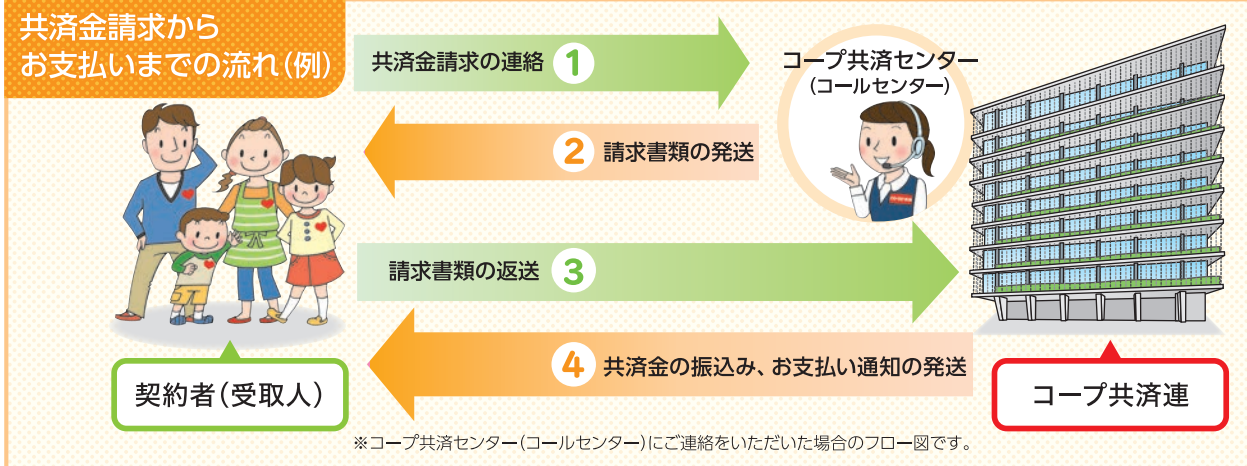 共済金請求から
お支払いまでの流れ(例)
共済金請求の連絡 1
コープ共済センター
(コールセンター)
2 請求書類の発送
請求書類の返送 3
4 共済金の振込み、お支払い通知の発送
契約者(受取人)
コープ共済連
※コープ共済センター(コールセンター)にご連絡をいただいた場合のフロー図です。